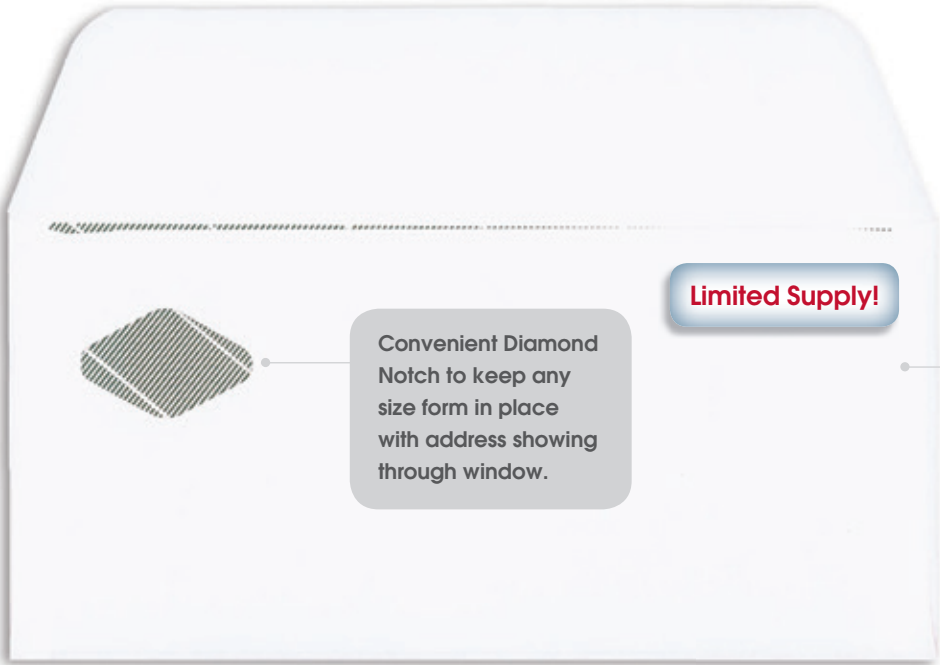 Limited Supply!
Convenient Diamond
Notch to keep any
size form in place
with address showing
through window.